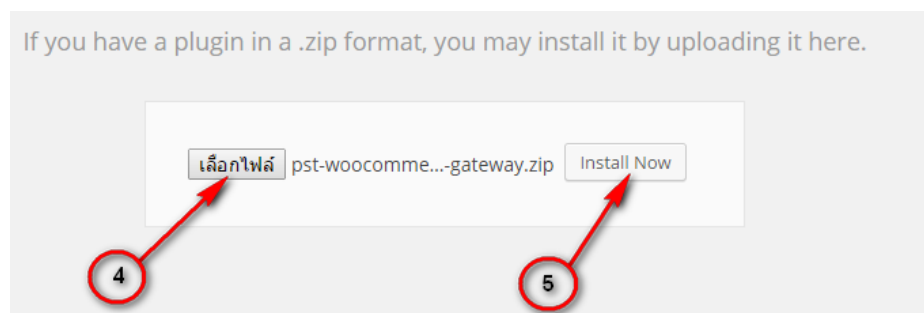 If you have a plugin in a .zip format, you may install it by uploading it here.
เลือกไฟล์ pst-woocomme...-gateway.zip Install Now
4 5